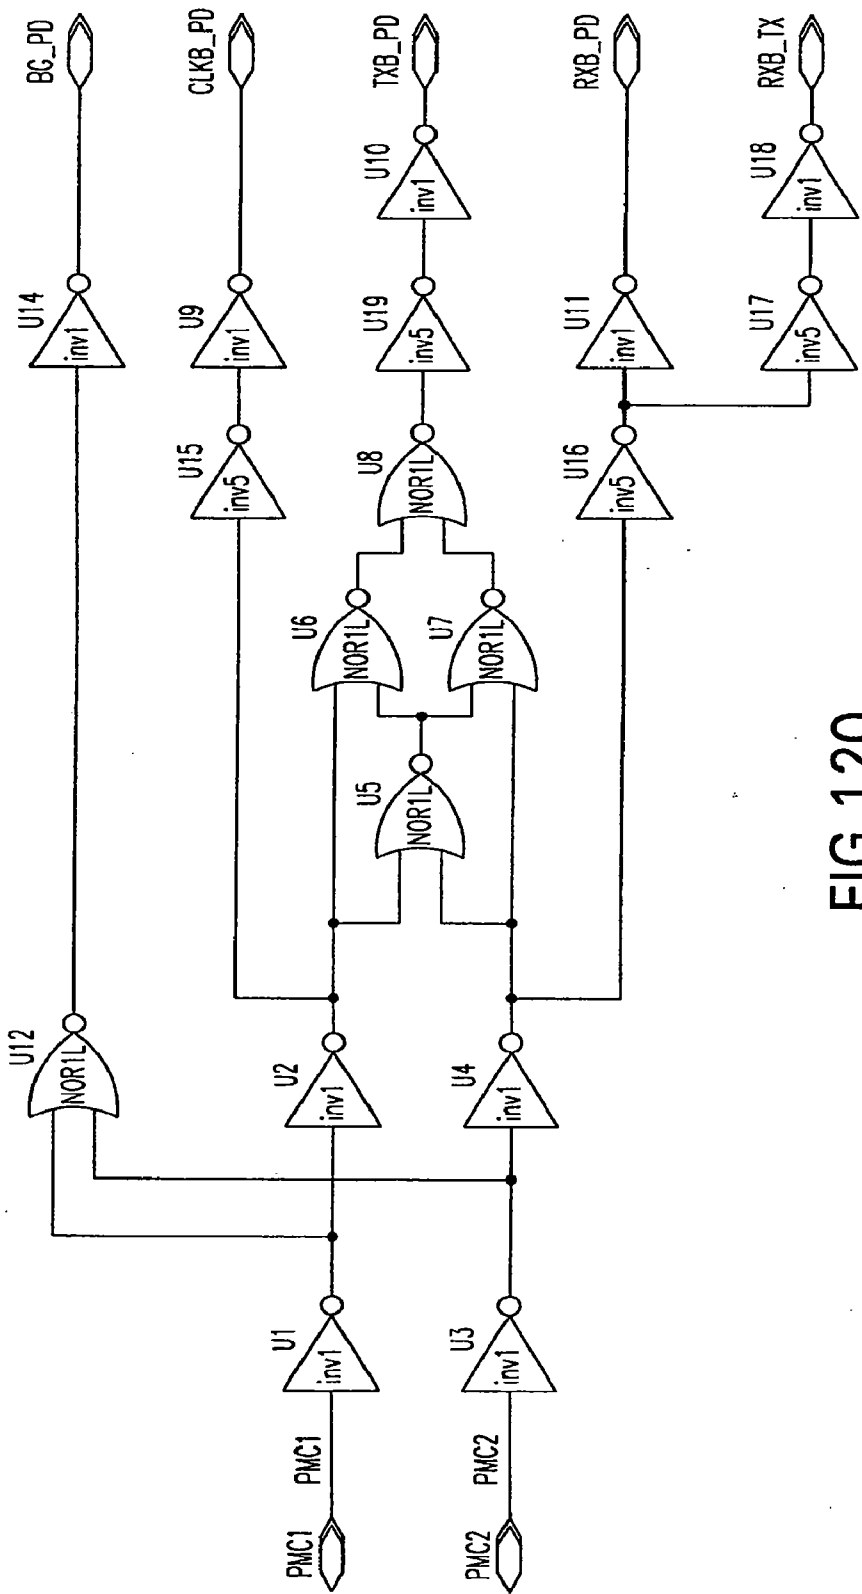 BG_PD
U14
inv1
U12
NOR1L
CLKB_PD
U9
inv1
U15
inv5
TXB_PD
U10
inv1
U19
inv5
U8
NOR1L
U6
NOR1L
U7
NOR1L
U5
NOR1L
U2
inv1
U4
inv1
U1
inv1
U3
inv1
PMC1
PMC1
PMC2
PMC2
RXB_PD
U11
inv1
U16
inv5
RXB_TX
U18
inv1
U17
inv5
FIG.120